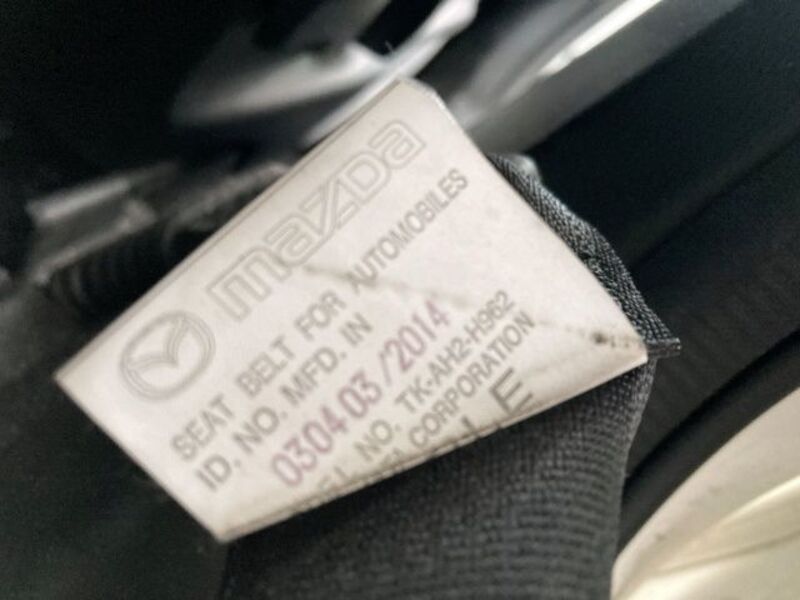 mazda
SEAT BELT FOR AUTOMOBILES
ID. NO. MFD. IN
0304 03/2014
NO. TK-AH2-H962
CORPORATION